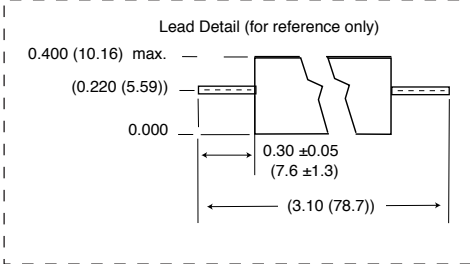 Lead Detail (for reference only)
0.400 (10.16) max.
(0.220 (5.59))
0.000
0.30 ±0.05
(7.6 ±1.3)
(3.10 (78.7))